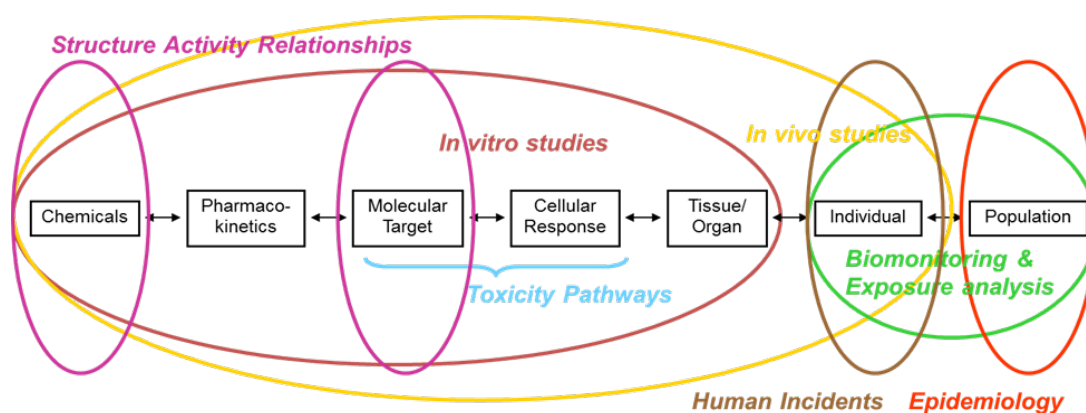 Structure Activity Relationships
In vitro studies
In vivo studies
Chemicals
Pharmaco-
kinetics
Molecular
Target
Cellular
Response
Tissue/
Organ
Individual
Population
Toxicity Pathways
Biomonitoring &
Exposure analysis
Human Incidents
Epidemiology